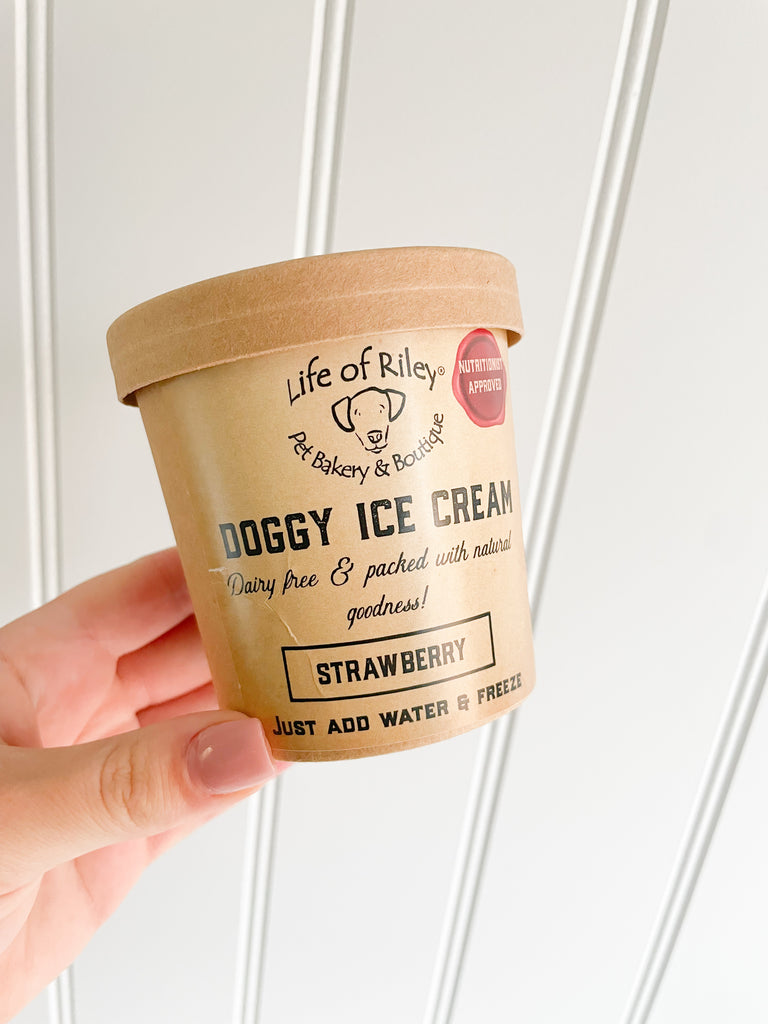 Life of Riley®
Pet Bakery & Boutique
NUTRITIONIST
APPROVED
DOGGY ICE CREAM
Dairy free & packed with natural
goodness!
STRAWBERRY
JUST ADD WATER & FREEZE